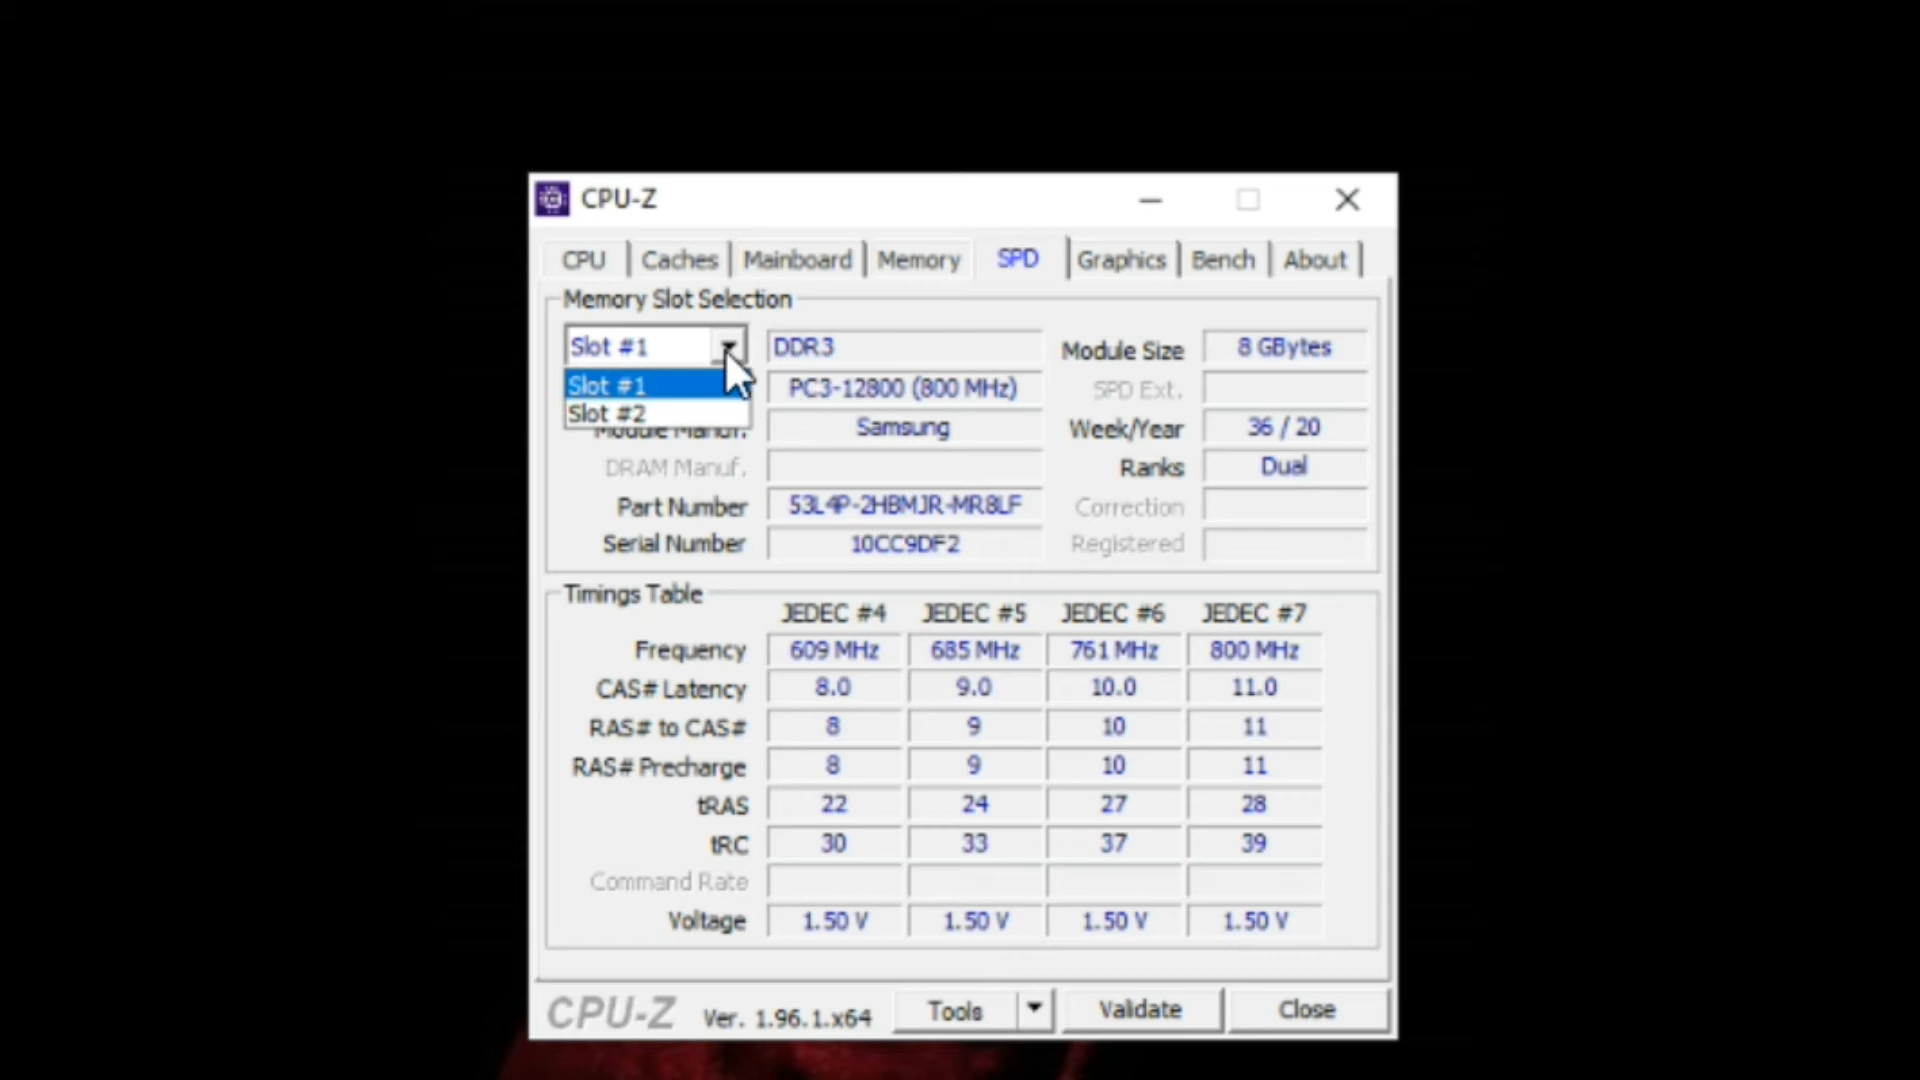 CPU-Z
CPU Caches Mainboard Memory SPD Graphics Bench About
Memory Slot Selection
Slot #1 DDR3 Module Size 8 GBytes
Slot #1 PC3-12800 (800 MHz) SPD Ext.
Slot #2
Module Manuf. Samsung Week/Year 36 / 20
DRAM Manuf. Ranks Dual
Part Number 53L4P-2HBMJR-MR8LF Correction
Serial Number 10CC9DF2 Registered
Timings Table
JEDEC #4 JEDEC #5 JEDEC #6 JEDEC #7
Frequency 609 MHz 685 MHz 761 MHz 800 MHz
CAS# Latency 8.0 9.0 10.0 11.0
RAS# to CAS# 8 9 10 11
RAS# Precharge 8 9 10 11
tRAS 22 24 27 28
tRC 30 33 37 39
Command Rate
Voltage 1.50 V 1.50 V 1.50 V 1.50 V
CPU-Z Ver. 1.96.1.x64 Tools Validate Close